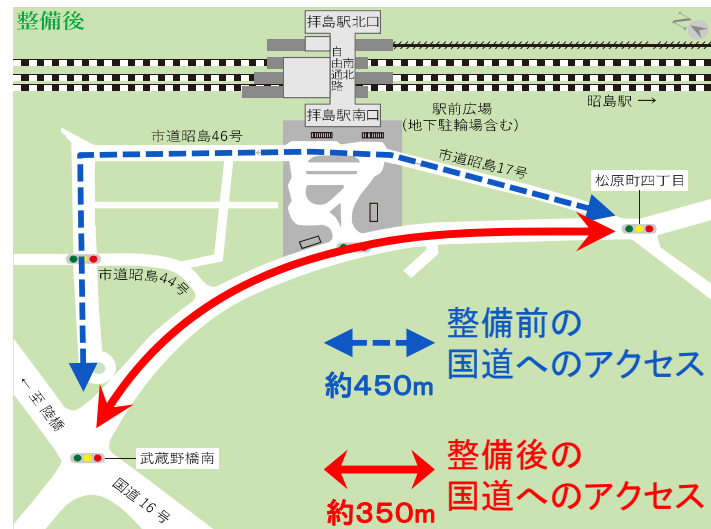 整備後
拝島駅北口
自由通路
南北
拝島駅南口
昭島駅→
駅前広場
(地下駐輪場含む)
市道昭島46号
市道昭島17号
松原町四丁目
市道昭島44号
整備前の
国道へのアクセス
約450m
←至 陸橋
武蔵野橋南
国道16号
整備後の
国道へのアクセス
約350m